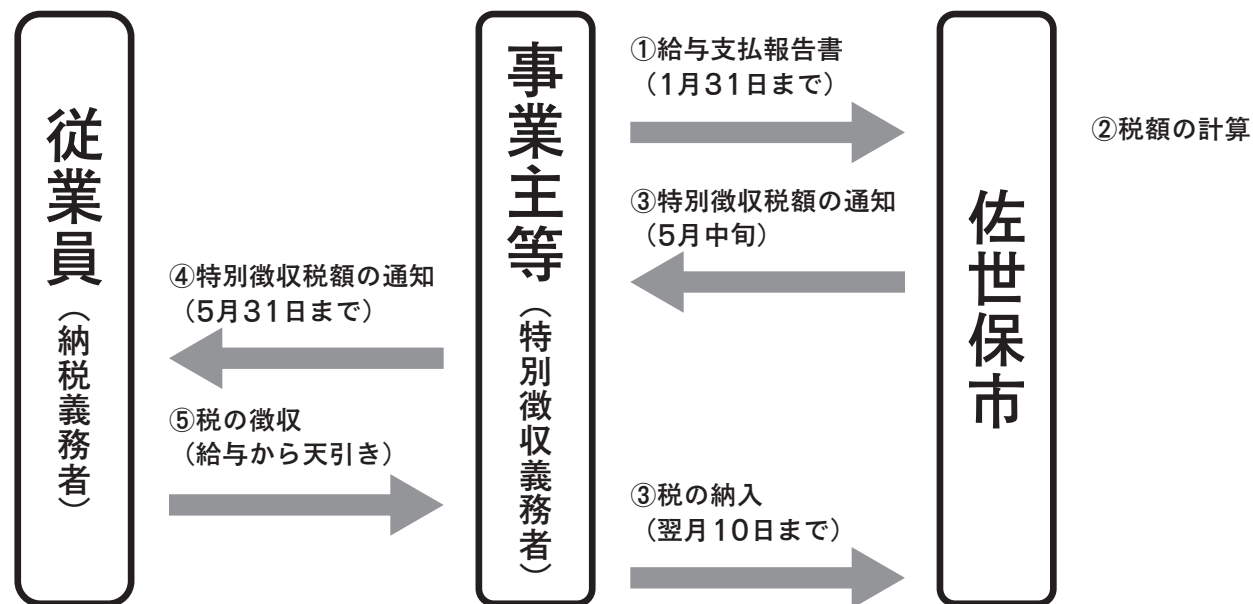 従業員（納税義務者）
事業主等（特別徴収義務者）
佐世保市
①給与支払報告書
（1月31日まで）
②税額の計算
③特別徴収税額の通知
（5月中旬）
④特別徴収税額の通知
（5月31日まで）
⑤税の徴収
（給与から天引き）
③税の納入
（翌月10日まで）